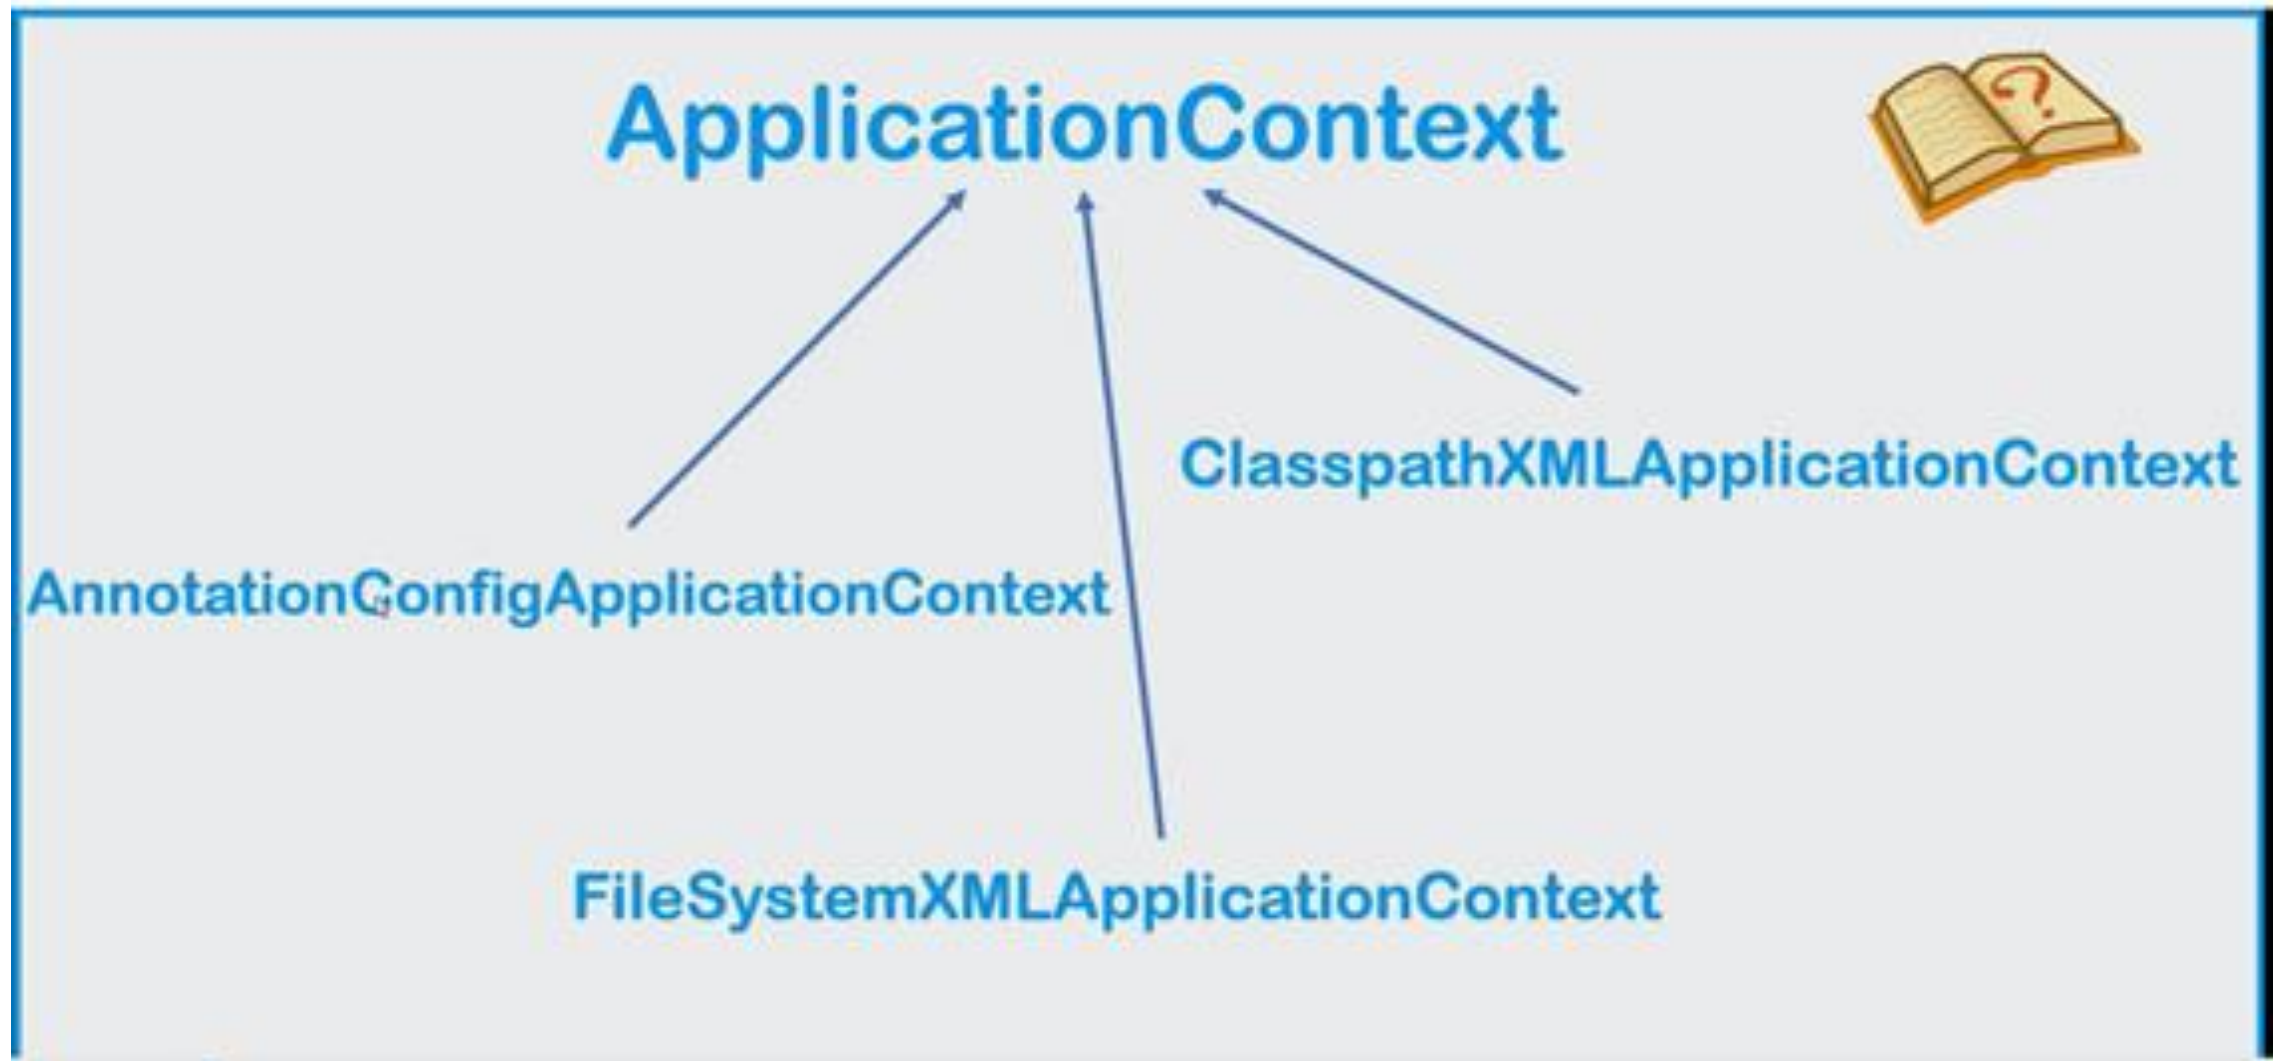 ApplicationContext
ClasspathXMLApplicationContext
AnnotationConfigApplicationContext
FileSystemXMLApplicationContext